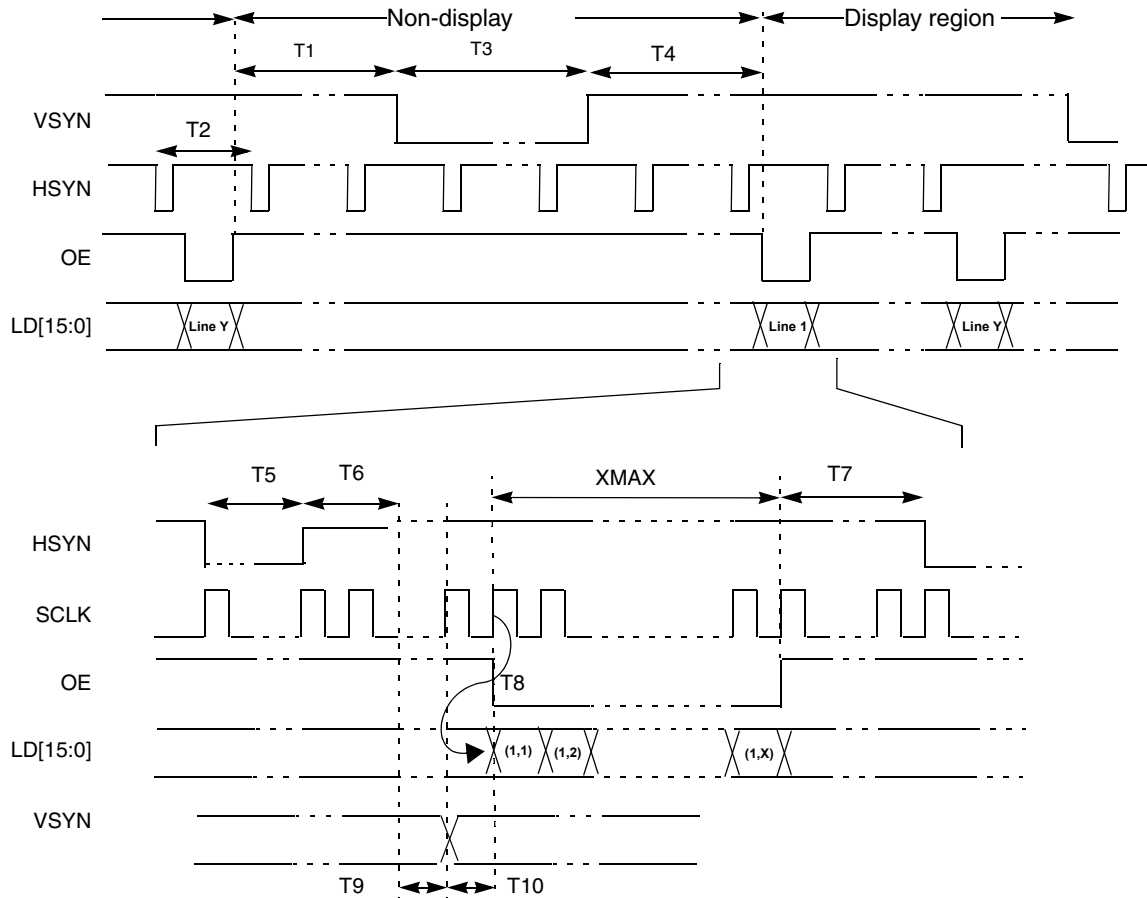 Non-display
Display region
T1
T3
T4
VSYN
T2
HSYN
OE
LD[15:0]
Line Y
Line 1
Line Y
T5
T6
XMAX
T7
HSYN
SCLK
OE
T8
LD[15:0]
(1,1)
(1,2)
(1,X)
VSYN
T9
T10